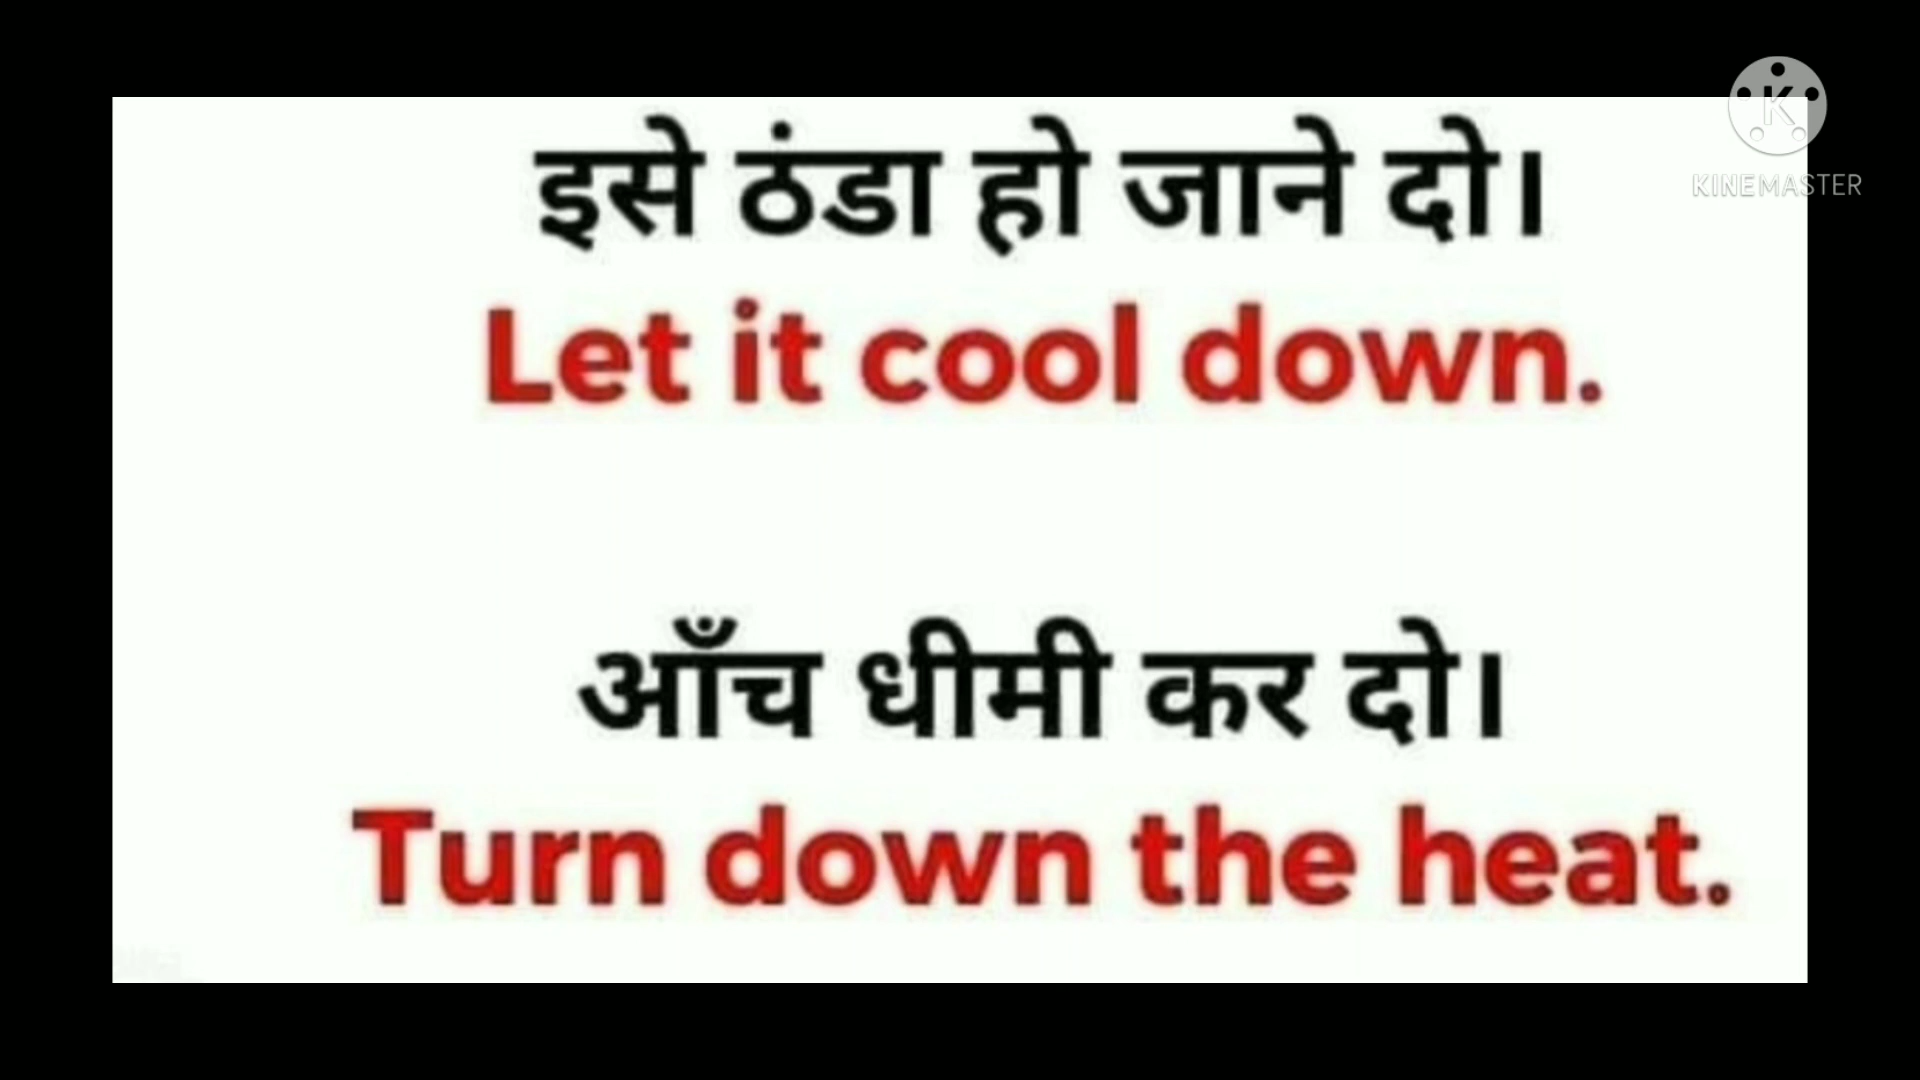 इसे ठंडा हो जाने दो।
Let it cool down.
आँच धीमी कर दो।
Turn down the heat.
K
KINEMASTER